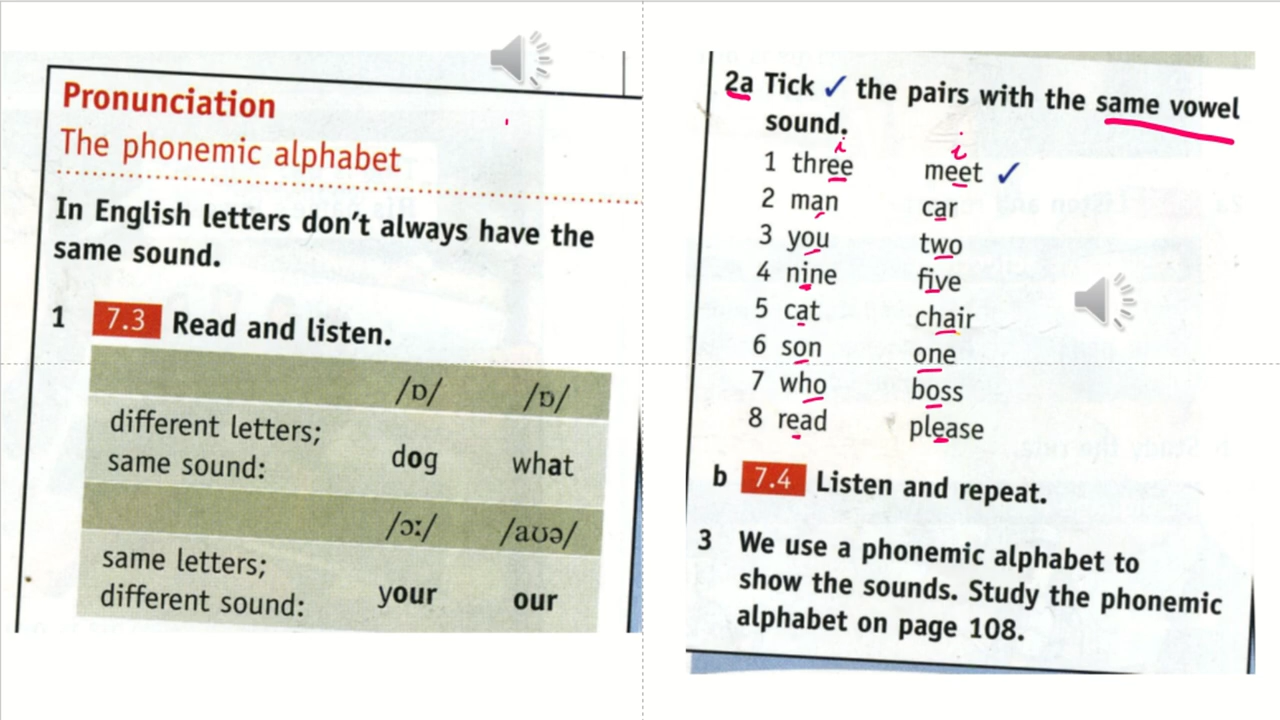 Pronunciation
The phonemic alphabet
In English letters don't always have the
same sound.
1 7.3 Read and listen.
/ɒ/ /ɒ/
different letters;
same sound: dog what
/ɔː/ /aʊə/
same letters;
different sound: your our
2a Tick ✓ the pairs with the same vowel
sound.
i i
1 three meet ✓
2 man car
3 you two
4 nine five
5 cat chair
6 son one
7 who boss
8 read please
b 7.4 Listen and repeat.
3 We use a phonemic alphabet to
show the sounds. Study the phonemic
alphabet on page 108.